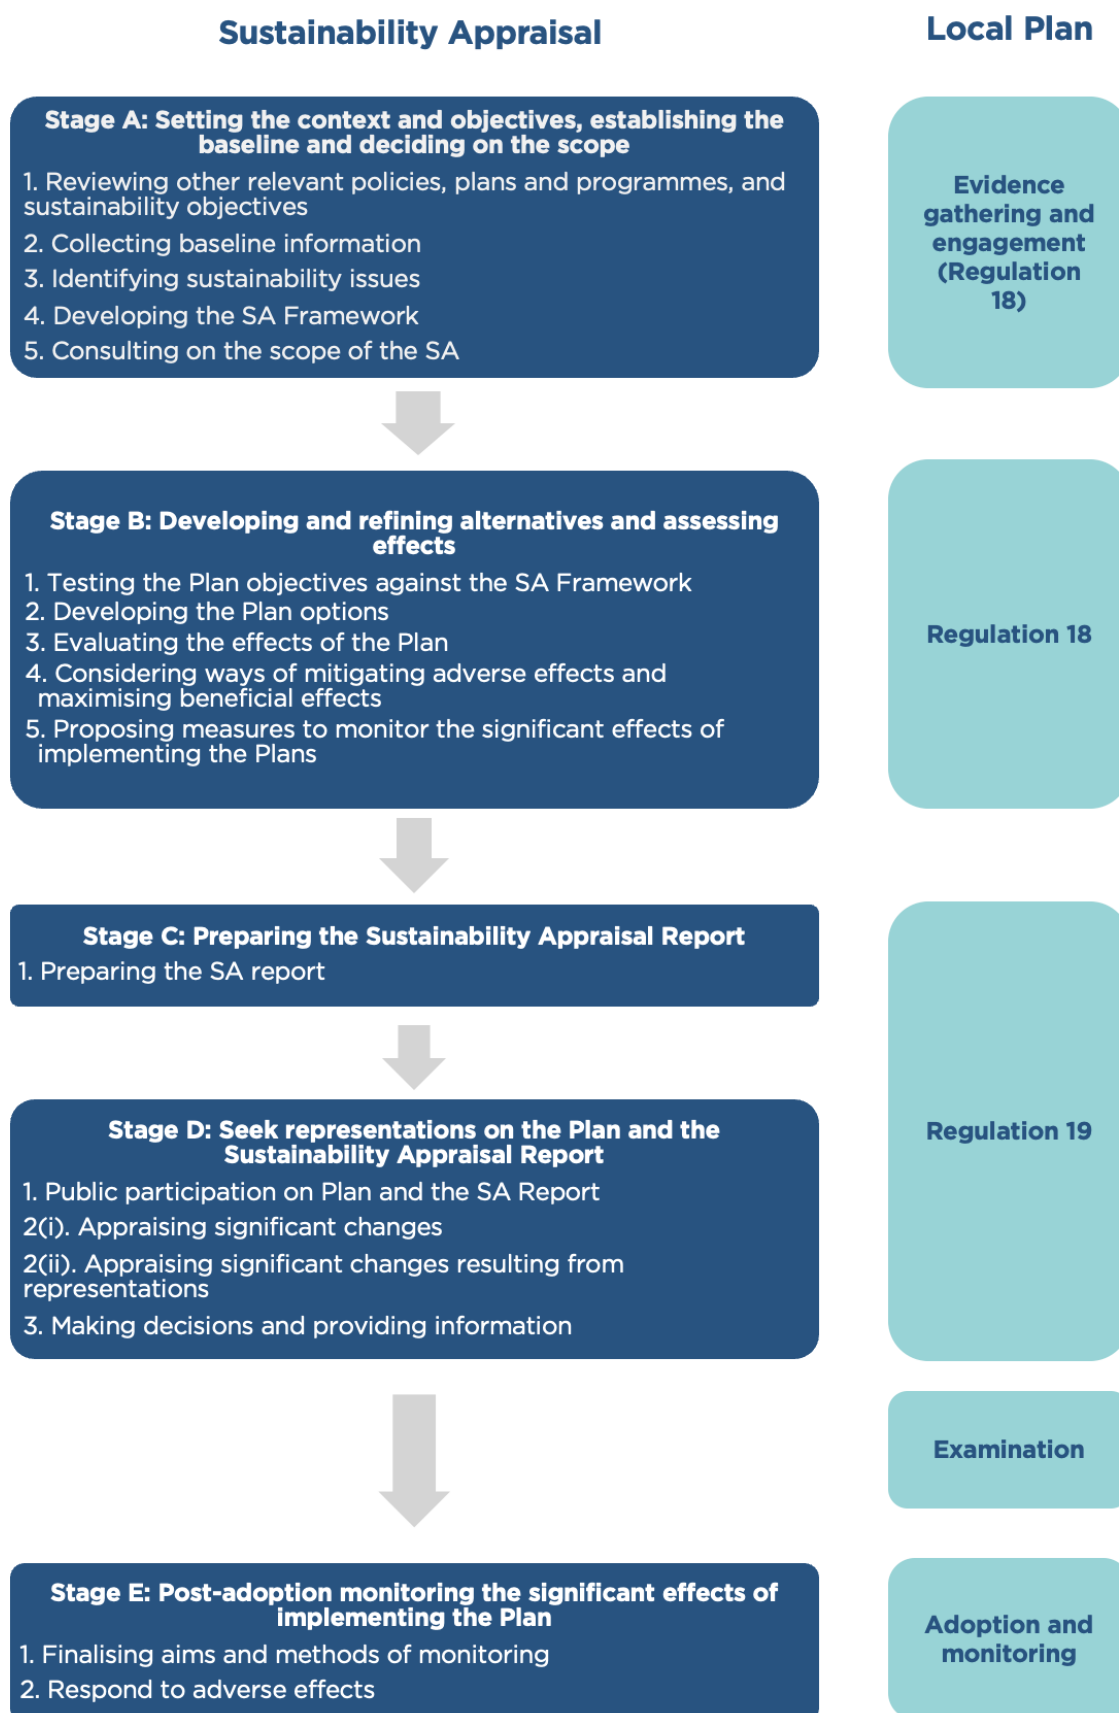 Sustainability Appraisal
Local Plan
Stage A: Setting the context and objectives, establishing the
baseline and deciding on the scope
1. Reviewing other relevant policies, plans and programmes, and
sustainability objectives
2. Collecting baseline information
3. Identifying sustainability issues
4. Developing the SA Framework
5. Consulting on the scope of the SA
Evidence
gathering and
engagement
(Regulation
18)
Stage B: Developing and refining alternatives and assessing
effects
1. Testing the Plan objectives against the SA Framework
2. Developing the Plan options
3. Evaluating the effects of the Plan
4. Considering ways of mitigating adverse effects and
maximising beneficial effects
5. Proposing measures to monitor the significant effects of
implementing the Plans
Regulation 18
Stage C: Preparing the Sustainability Appraisal Report
1. Preparing the SA report
Stage D: Seek representations on the Plan and the
Sustainability Appraisal Report
1. Public participation on Plan and the SA Report
2(i). Appraising significant changes
2(ii). Appraising significant changes resulting from
representations
3. Making decisions and providing information
Regulation 19
Examination
Stage E: Post-adoption monitoring the significant effects of
implementing the Plan
1. Finalising aims and methods of monitoring
2. Respond to adverse effects
Adoption and
monitoring